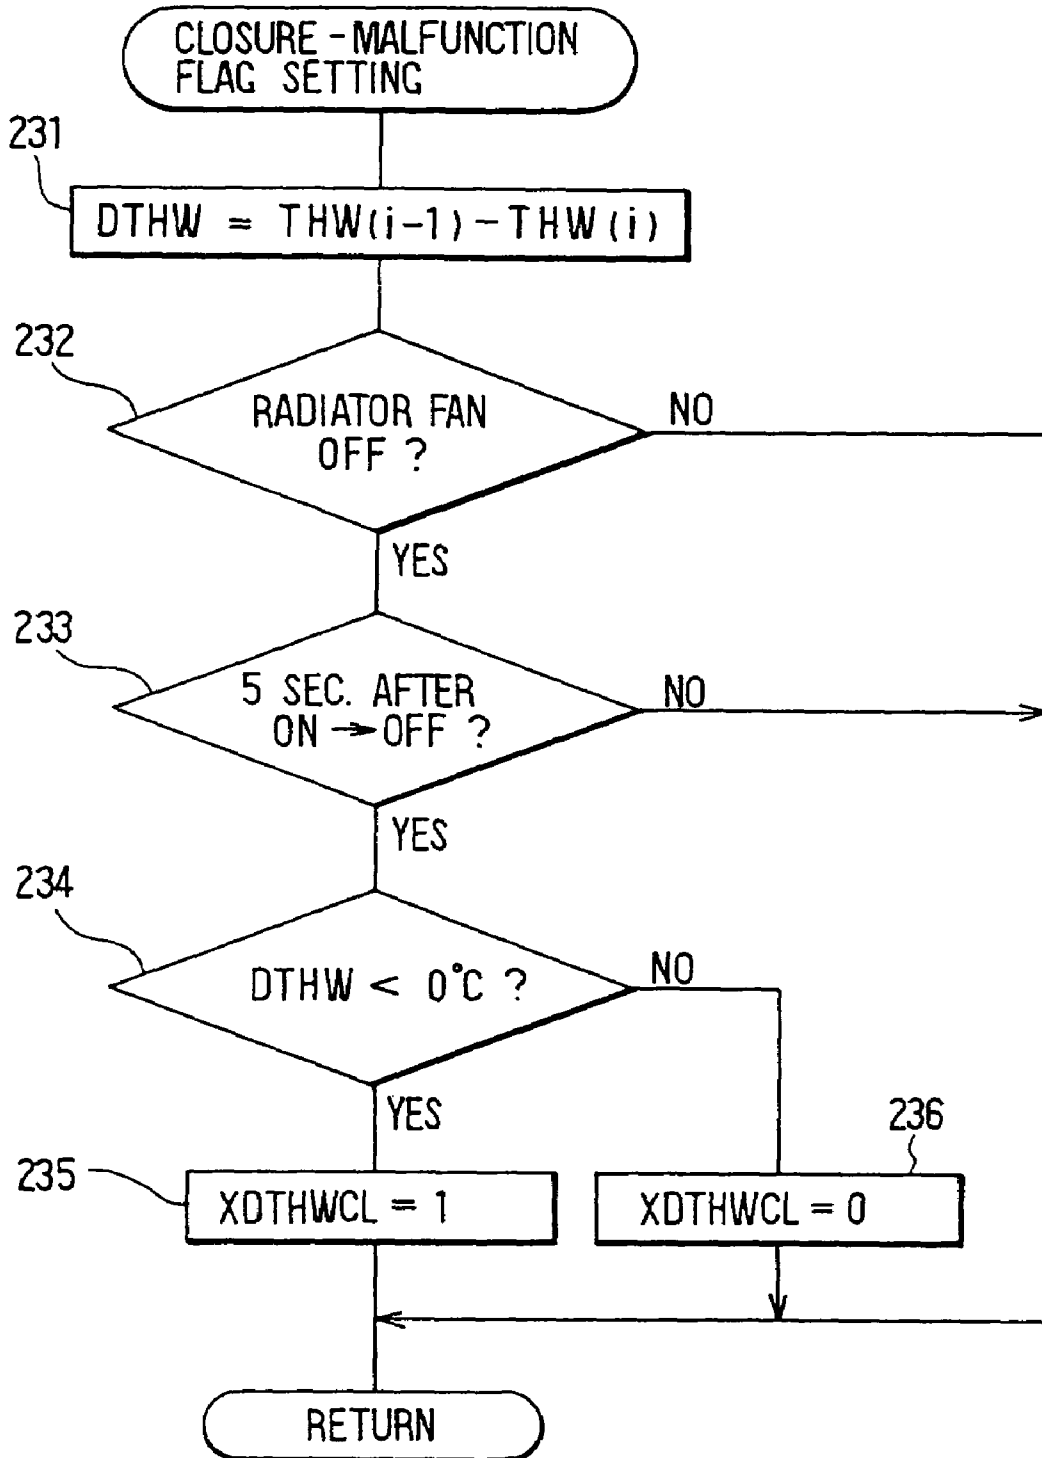 CLOSURE-MALFUNCTION
FLAG SETTING
231
DTHW = THW(i-1)-THW(i)
232
RADIATOR FAN
OFF ?
NO
YES
233
5 SEC. AFTER
ON → OFF ?
NO
YES
234
DTHW < 0°C ?
NO
YES
235
XDTHWCL = 1
236
XDTHWCL = 0
RETURN